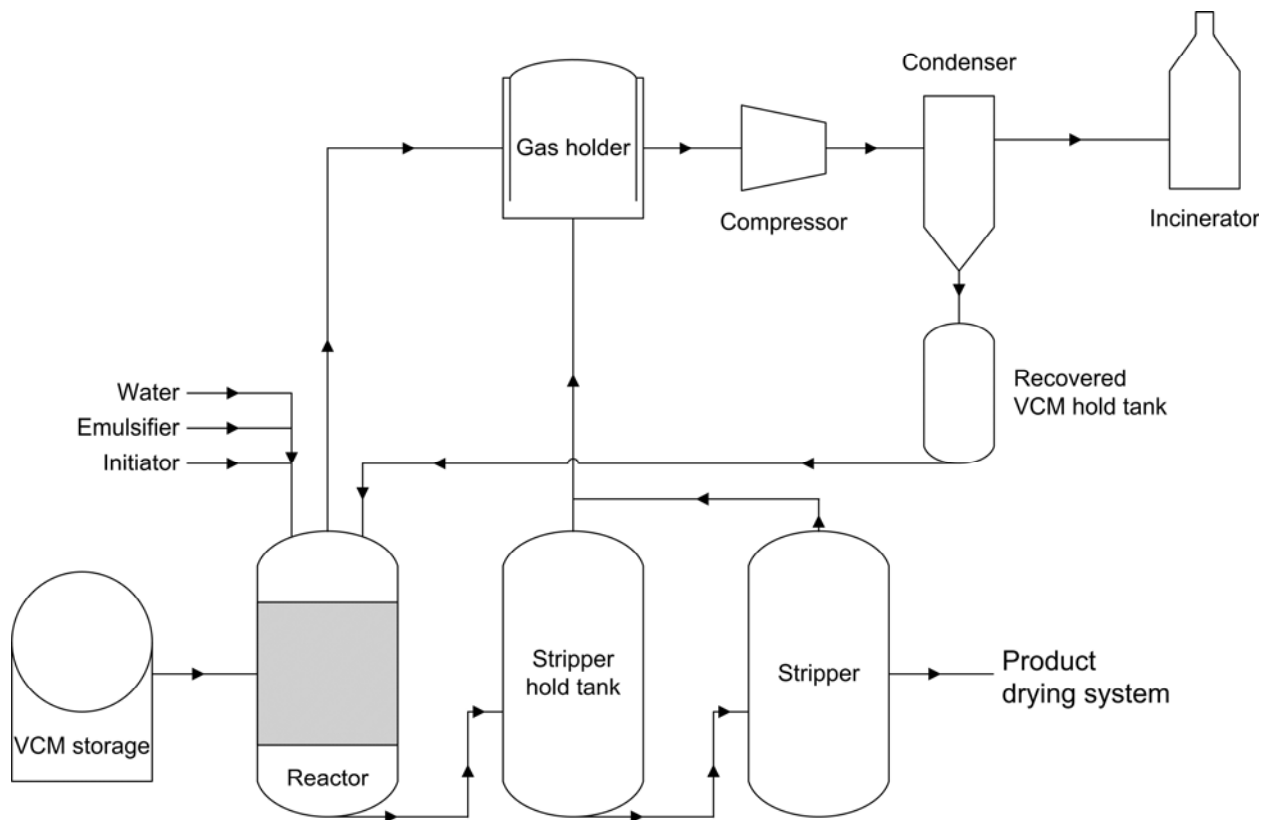 Condenser
Gas holder
Compressor
Incinerator
Water
Emulsifier
Initiator
Recovered
VCM hold tank
Stripper
hold tank
Stripper
Product
drying system
VCM storage
Reactor